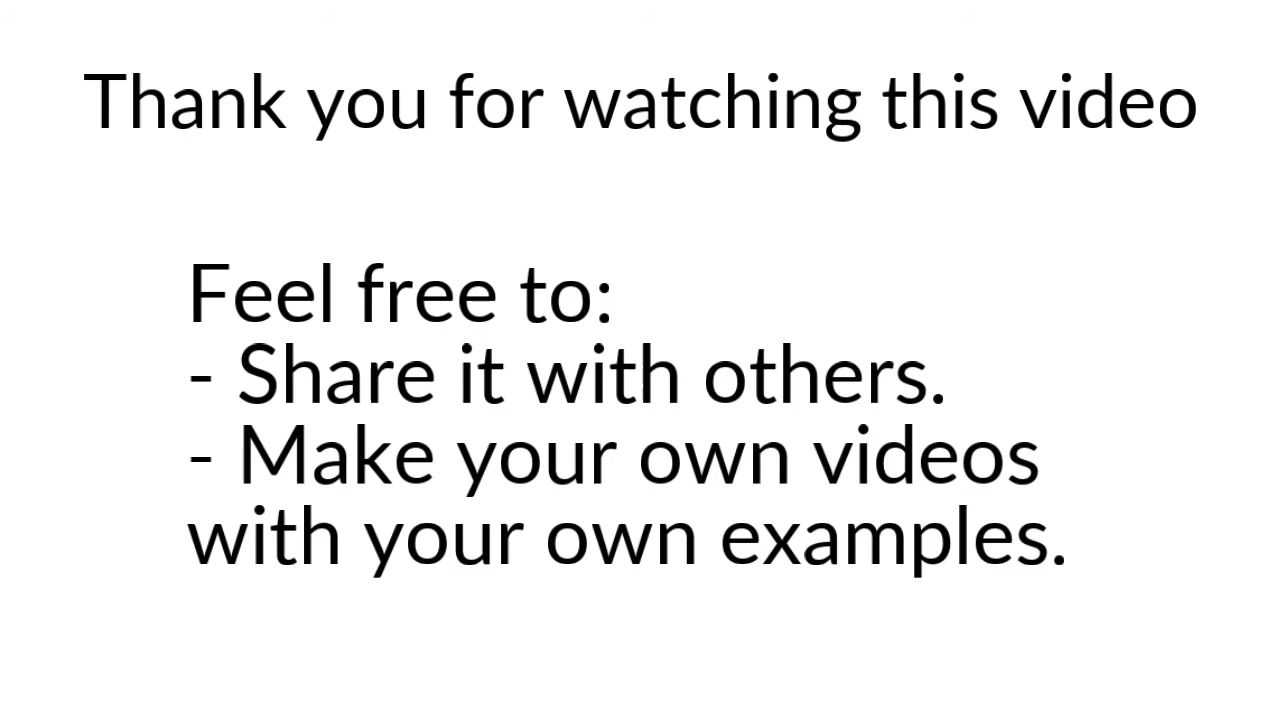 Thank you for watching this video
Feel free to:
- Share it with others.
- Make your own videos
with your own examples.